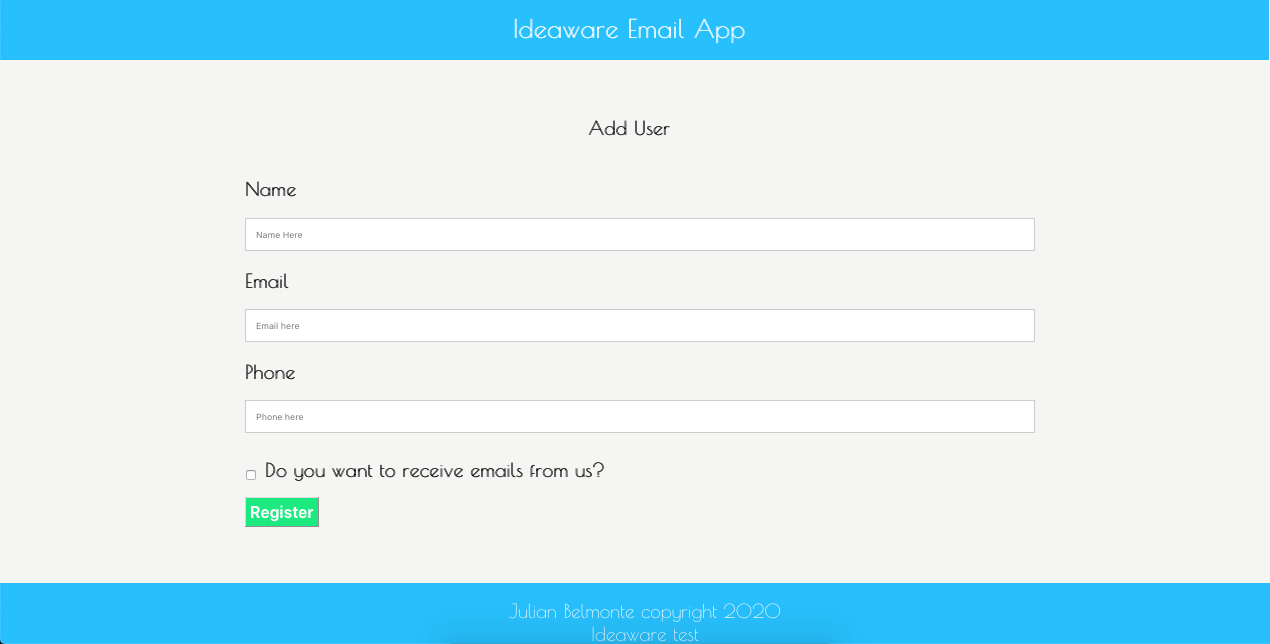 Ideaware Email App
Add User
Name
Name Here
Email
Email here
Phone
Phone here
Do you want to receive emails from us?
Register
Julian Belmonte copyright 2020
Ideaware test